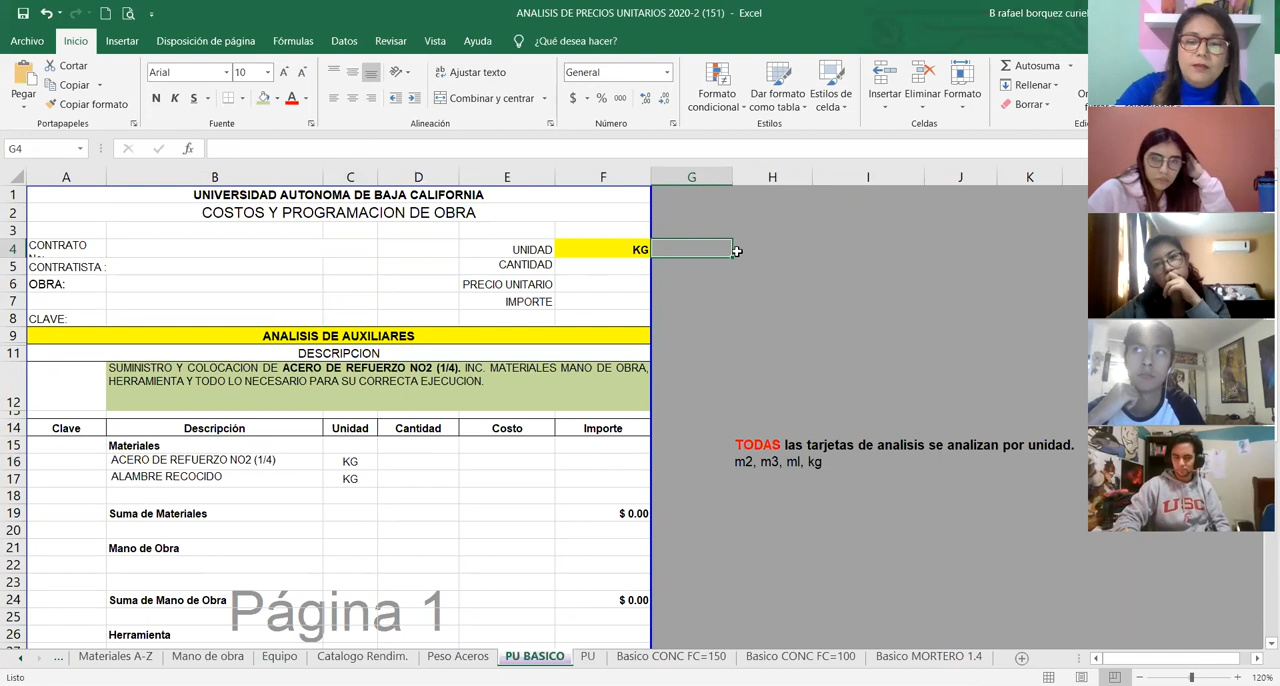 ANALISIS DE PRECIOS UNITARIOS 2020-2 (151) - Excel
B rafael borquez curiel
Archivo Inicio Insertar Disposición de página Fórmulas Datos Revisar Vista Ayuda ¿Qué desea hacer?
Pegar
Cortar
Copiar
Copiar formato
Portapapeles
Arial 10
N K S A
Fuente
Ajustar texto
Combinar y centrar
Alineación
General
$ % 000
Número
Formato condicional
Dar formato como tabla
Estilos de celda
Estilos
Insertar Eliminar Formato
Celdas
Autosuma
Rellenar
Borrar
G4 fx
A B C D E F G H I J K
1 UNIVERSIDAD AUTONOMA DE BAJA CALIFORNIA
2 COSTOS Y PROGRAMACION DE OBRA
3
4 CONTRATO UNIDAD KG
5 CONTRATISTA : CANTIDAD
6 OBRA: PRECIO UNITARIO
7 IMPORTE
8 CLAVE:
9 ANALISIS DE AUXILIARES
11 DESCRIPCION
SUMINISTRO Y COLOCACION DE ACERO DE REFUERZO NO2 (1/4). INC. MATERIALES MANO DE OBRA,
HERRAMIENTA Y TODO LO NECESARIO PARA SU CORRECTA EJECUCION.
12
14 Clave Descripción Unidad Cantidad Costo Importe
15 Materiales
16 ACERO DE REFUERZO NO2 (1/4) KG
17 ALAMBRE RECOCIDO KG
18
19 Suma de Materiales $ 0.00
20
21 Mano de Obra
22
23
24 Suma de Mano de Obra $ 0.00
25
26 Herramienta
Página 1
TODAS las tarjetas de analisis se analizan por unidad.
m2, m3, ml, kg
USC
... Materiales A-Z Mano de obra Equipo Catalogo Rendim. Peso Aceros PU BASICO PU Basico CONC FC=150 Basico CONC FC=100 Basico MORTERO 1.4
Listo
120%